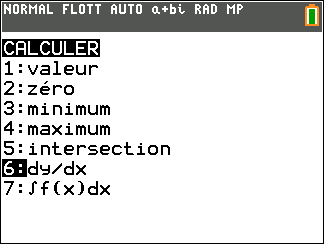 NORMAL FLOTT AUTO a+bi RAD MP
CALCULER
1:valeur
2:zéro
3:minimum
4:maximum
5:intersection
6:dy/dx
7:∫f(x)dx